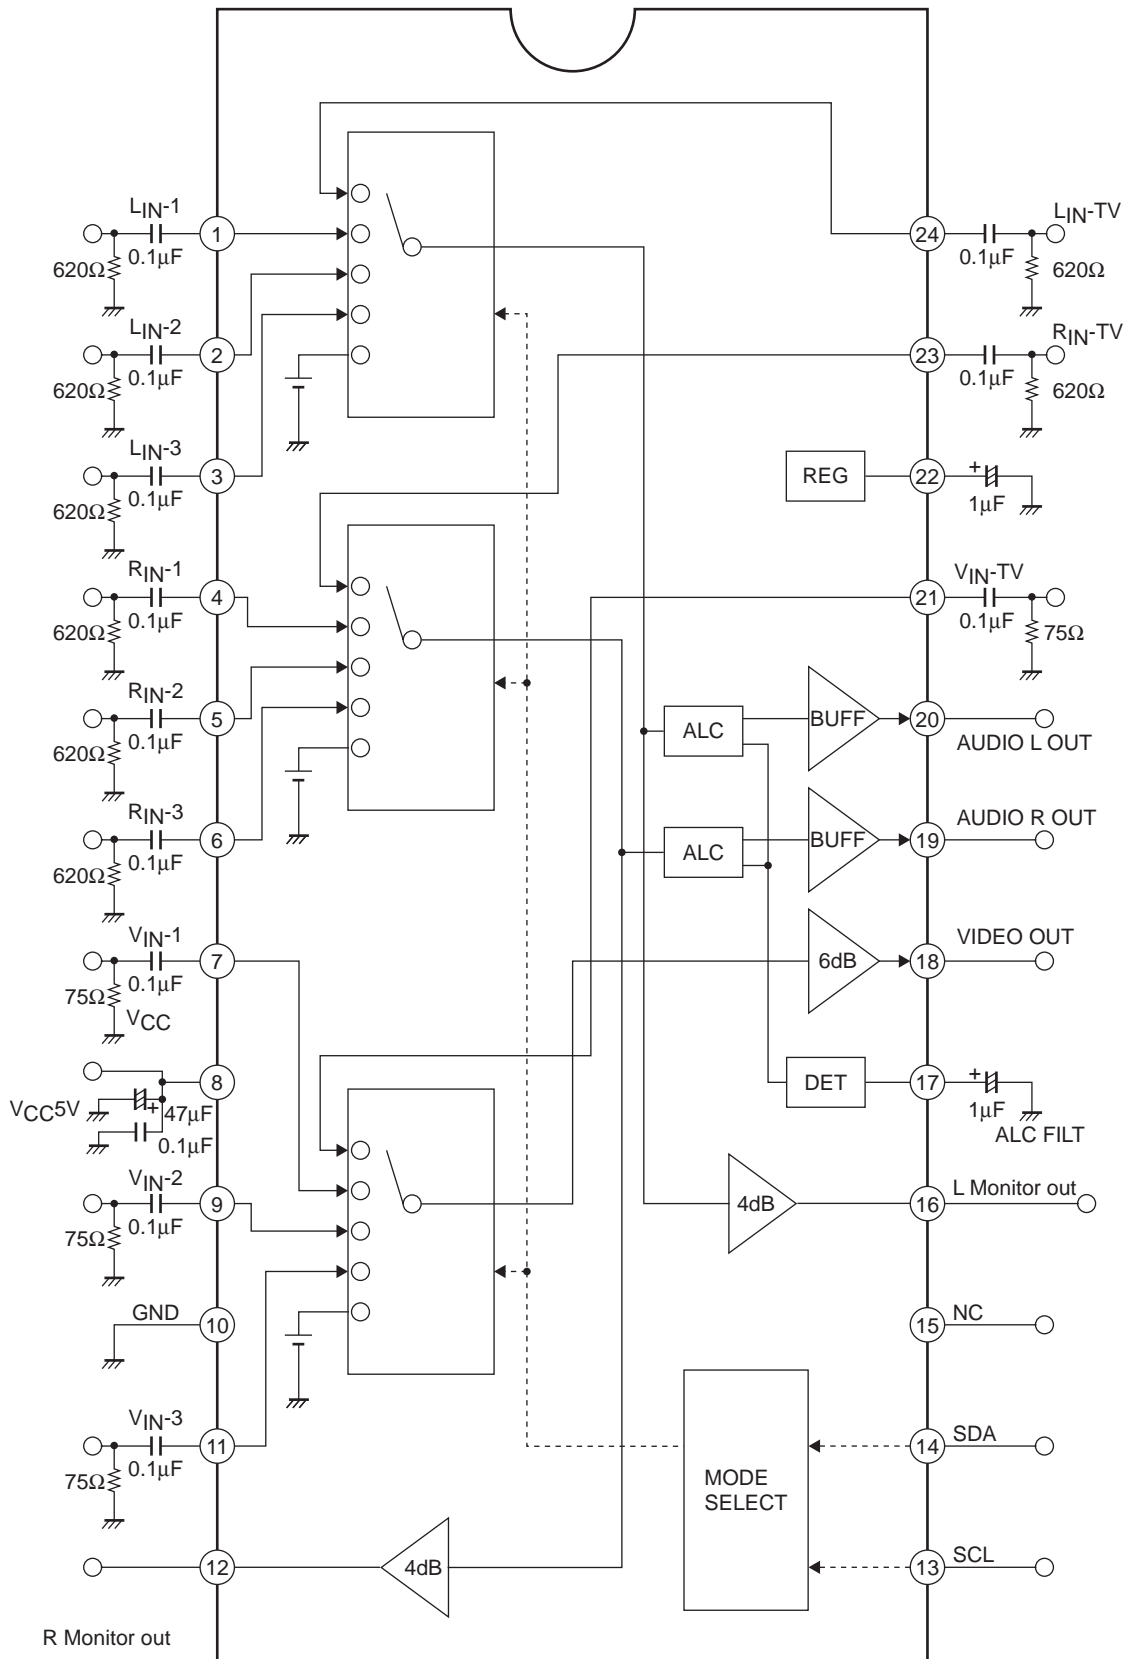 LIN-1
1
0.1μF
620Ω
LIN-2
2
0.1μF
620Ω
LIN-3
3
0.1μF
620Ω
RIN-1
4
0.1μF
620Ω
RIN-2
5
0.1μF
620Ω
RIN-3
6
0.1μF
620Ω
VIN-1
7
0.1μF
75Ω
VCC
8
VCC5V
+
47μF
0.1μF
VIN-2
9
0.1μF
75Ω
GND
10
VIN-3
11
0.1μF
75Ω
12
4dB
R Monitor out
LIN-TV
24
0.1μF
620Ω
RIN-TV
23
0.1μF
620Ω
REG
22
+
1μF
VIN-TV
21
0.1μF
75Ω
ALC
BUFF
20
AUDIO L OUT
AUDIO R OUT
ALC
BUFF
19
VIDEO OUT
6dB
18
DET
17
+
1μF
ALC FILT
4dB
16
L Monitor out
15
NC
14
SDA
MODE
SELECT
13
SCL